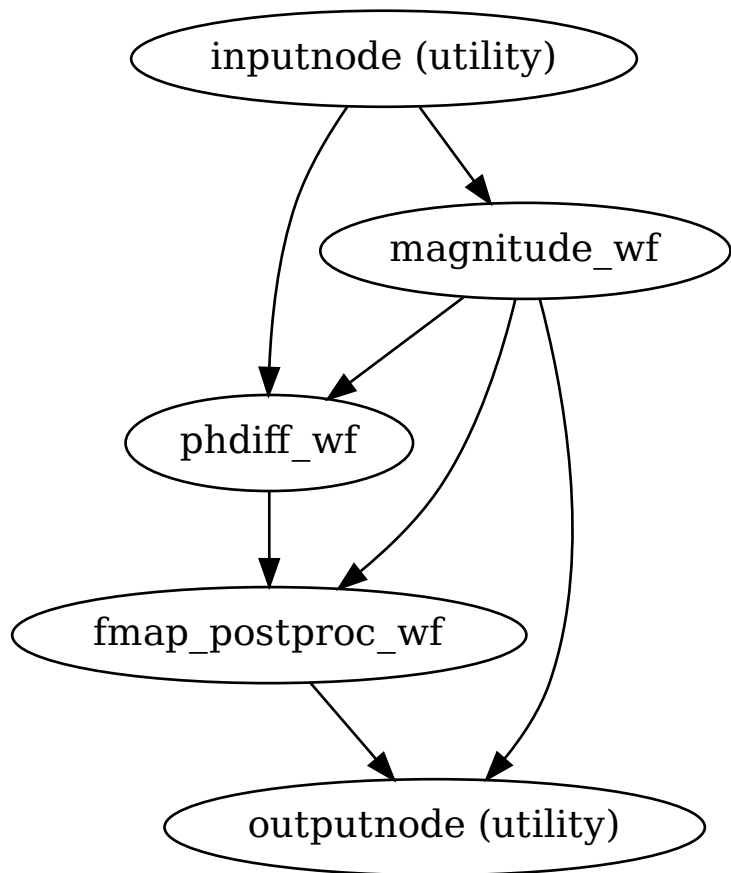 inputnode (utility)
magnitude_wf
phdiff_wf
fmap_postproc_wf
outputnode (utility)